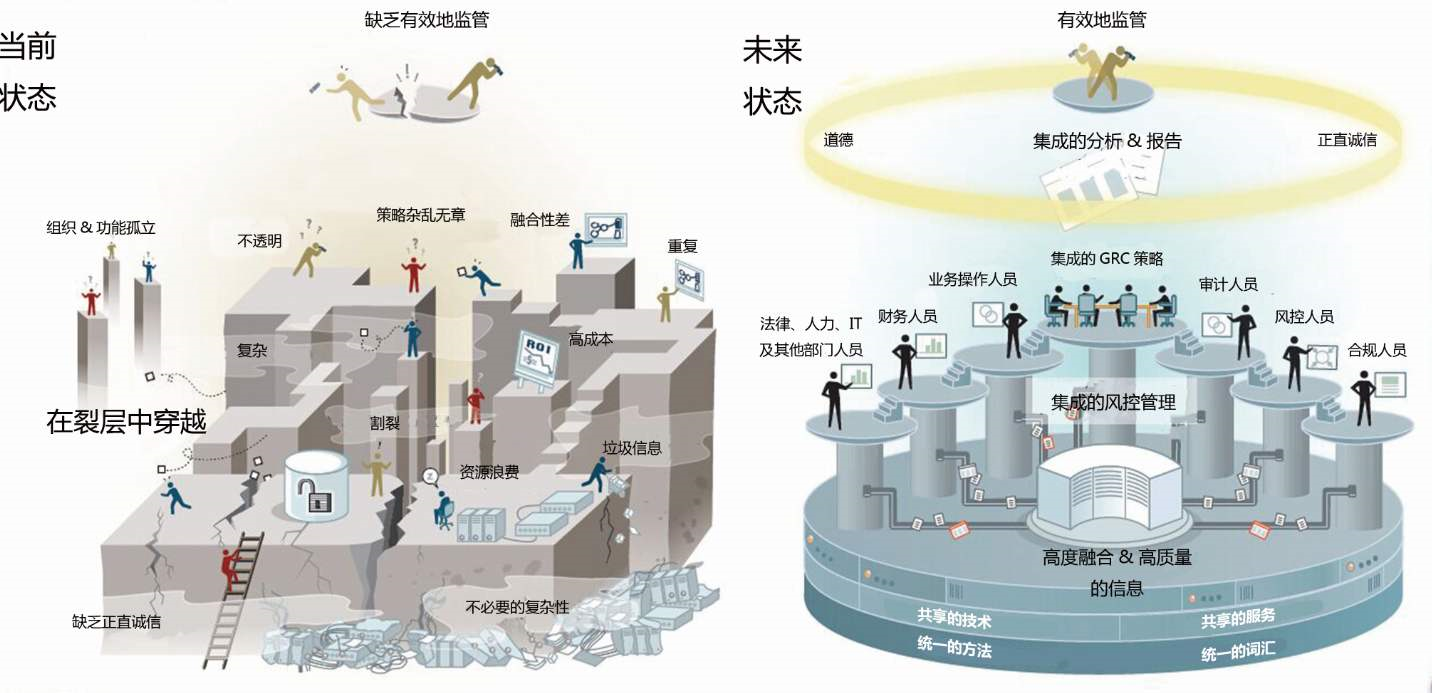 当前
状态
缺乏有效地监管
组织 & 功能孤立
不透明
策略杂乱无章
融合性差
重复
复杂
ROI
高成本
在裂层中穿越
割裂
资源浪费
垃圾信息
缺乏正直诚信
不必要的复杂性
未来
状态
有效地监管
道德
集成的分析 & 报告
正直诚信
集成的 GRC 策略
业务操作人员
审计人员
法律、人力、IT
及其他部门人员
财务人员
风控人员
合规人员
集成的风控管理
高度融合 & 高质量
的信息
共享的技术
共享的服务
统一的方法
统一的词汇